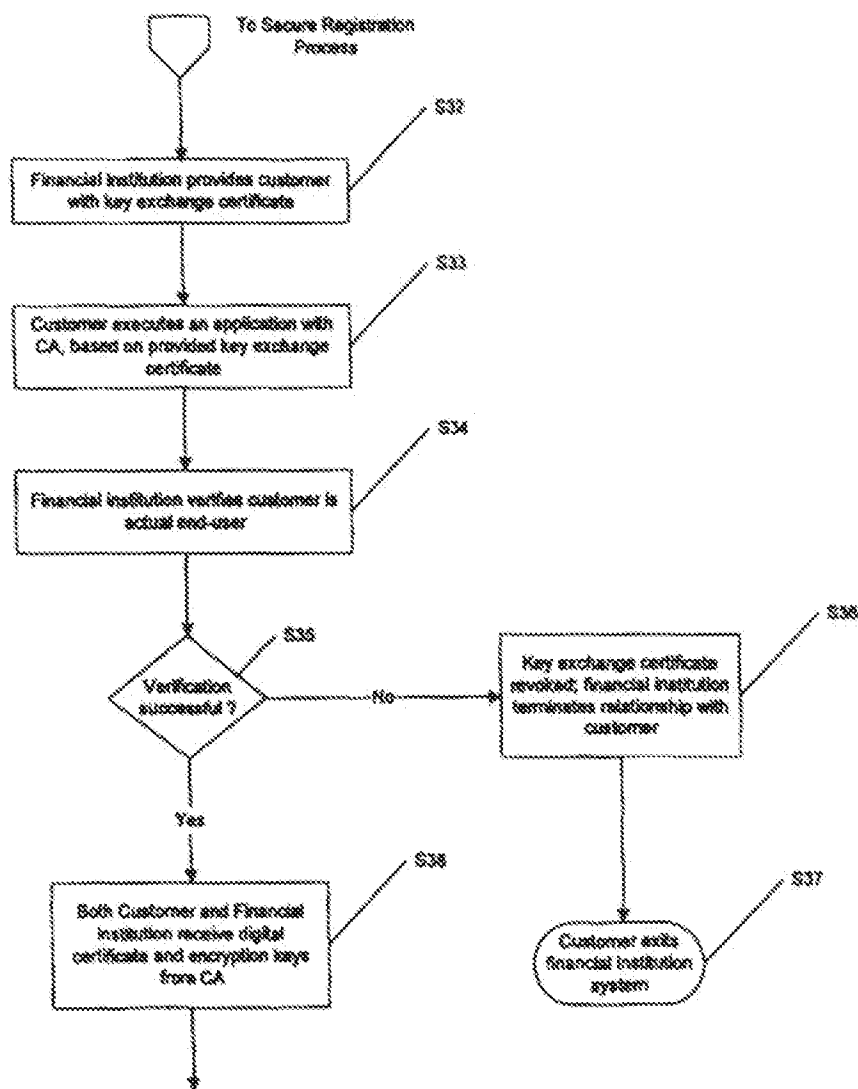 To Secure Registration
Process
S32
Financial institution provides customer
with key exchange certificate
S33
Customer executes an application with
CA, based on provided key exchange
certificate
S34
Financial institution verifies customer is
actual end-user
S35
Verification
successful ?
No
S36
Key exchange certificate
revoked; financial institution
terminates relationship with
customer
Yes
S38
Both Customer and Financial
Institution receive digital
certificate and encryption keys
from CA
S37
Customer exits
financial institution
system